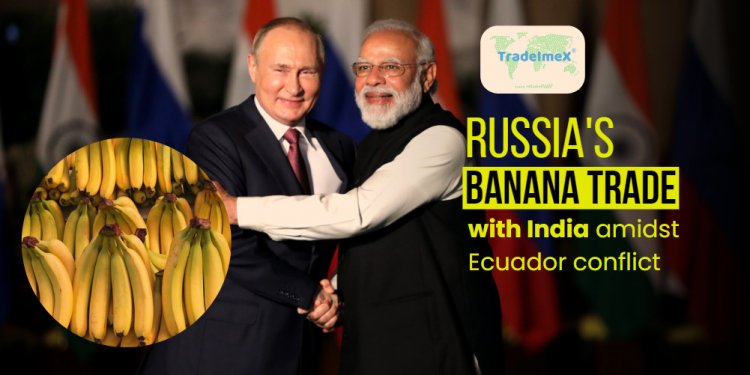 TradeImeX®
RUSSIA'S
BANANA TRADE
with India amidst
Ecuador conflict